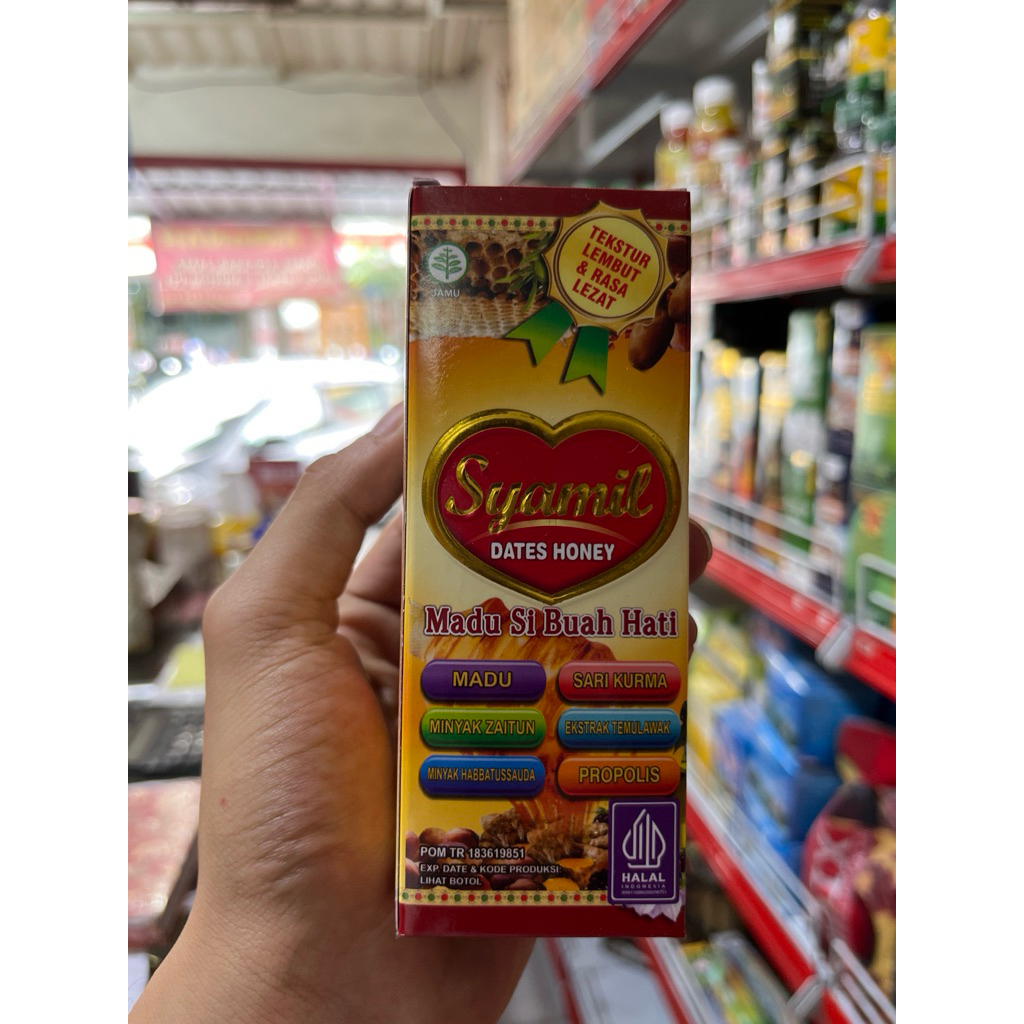 JAMU
TEKSTUR
LEMBUT
& RASA
LEZAT
Syamil
DATES HONEY
Madu Si Buah Hati
MADU
SARI KURMA
MINYAK ZAITUN
EKSTRAK TEMULAWAK
MINYAK HABBATUSSAUDA
PROPOLIS
POM TR 183619851
EXP. DATE & KODE PRODUKSI:
LIHAT BOTOL
HALAL
INDONESIA